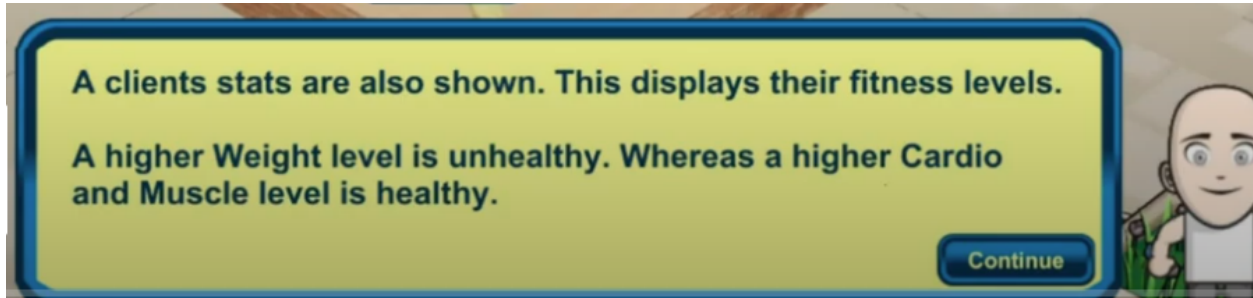 A clients stats are also shown. This displays their fitness levels.
A higher Weight level is unhealthy. Whereas a higher Cardio
and Muscle level is healthy.
Continue